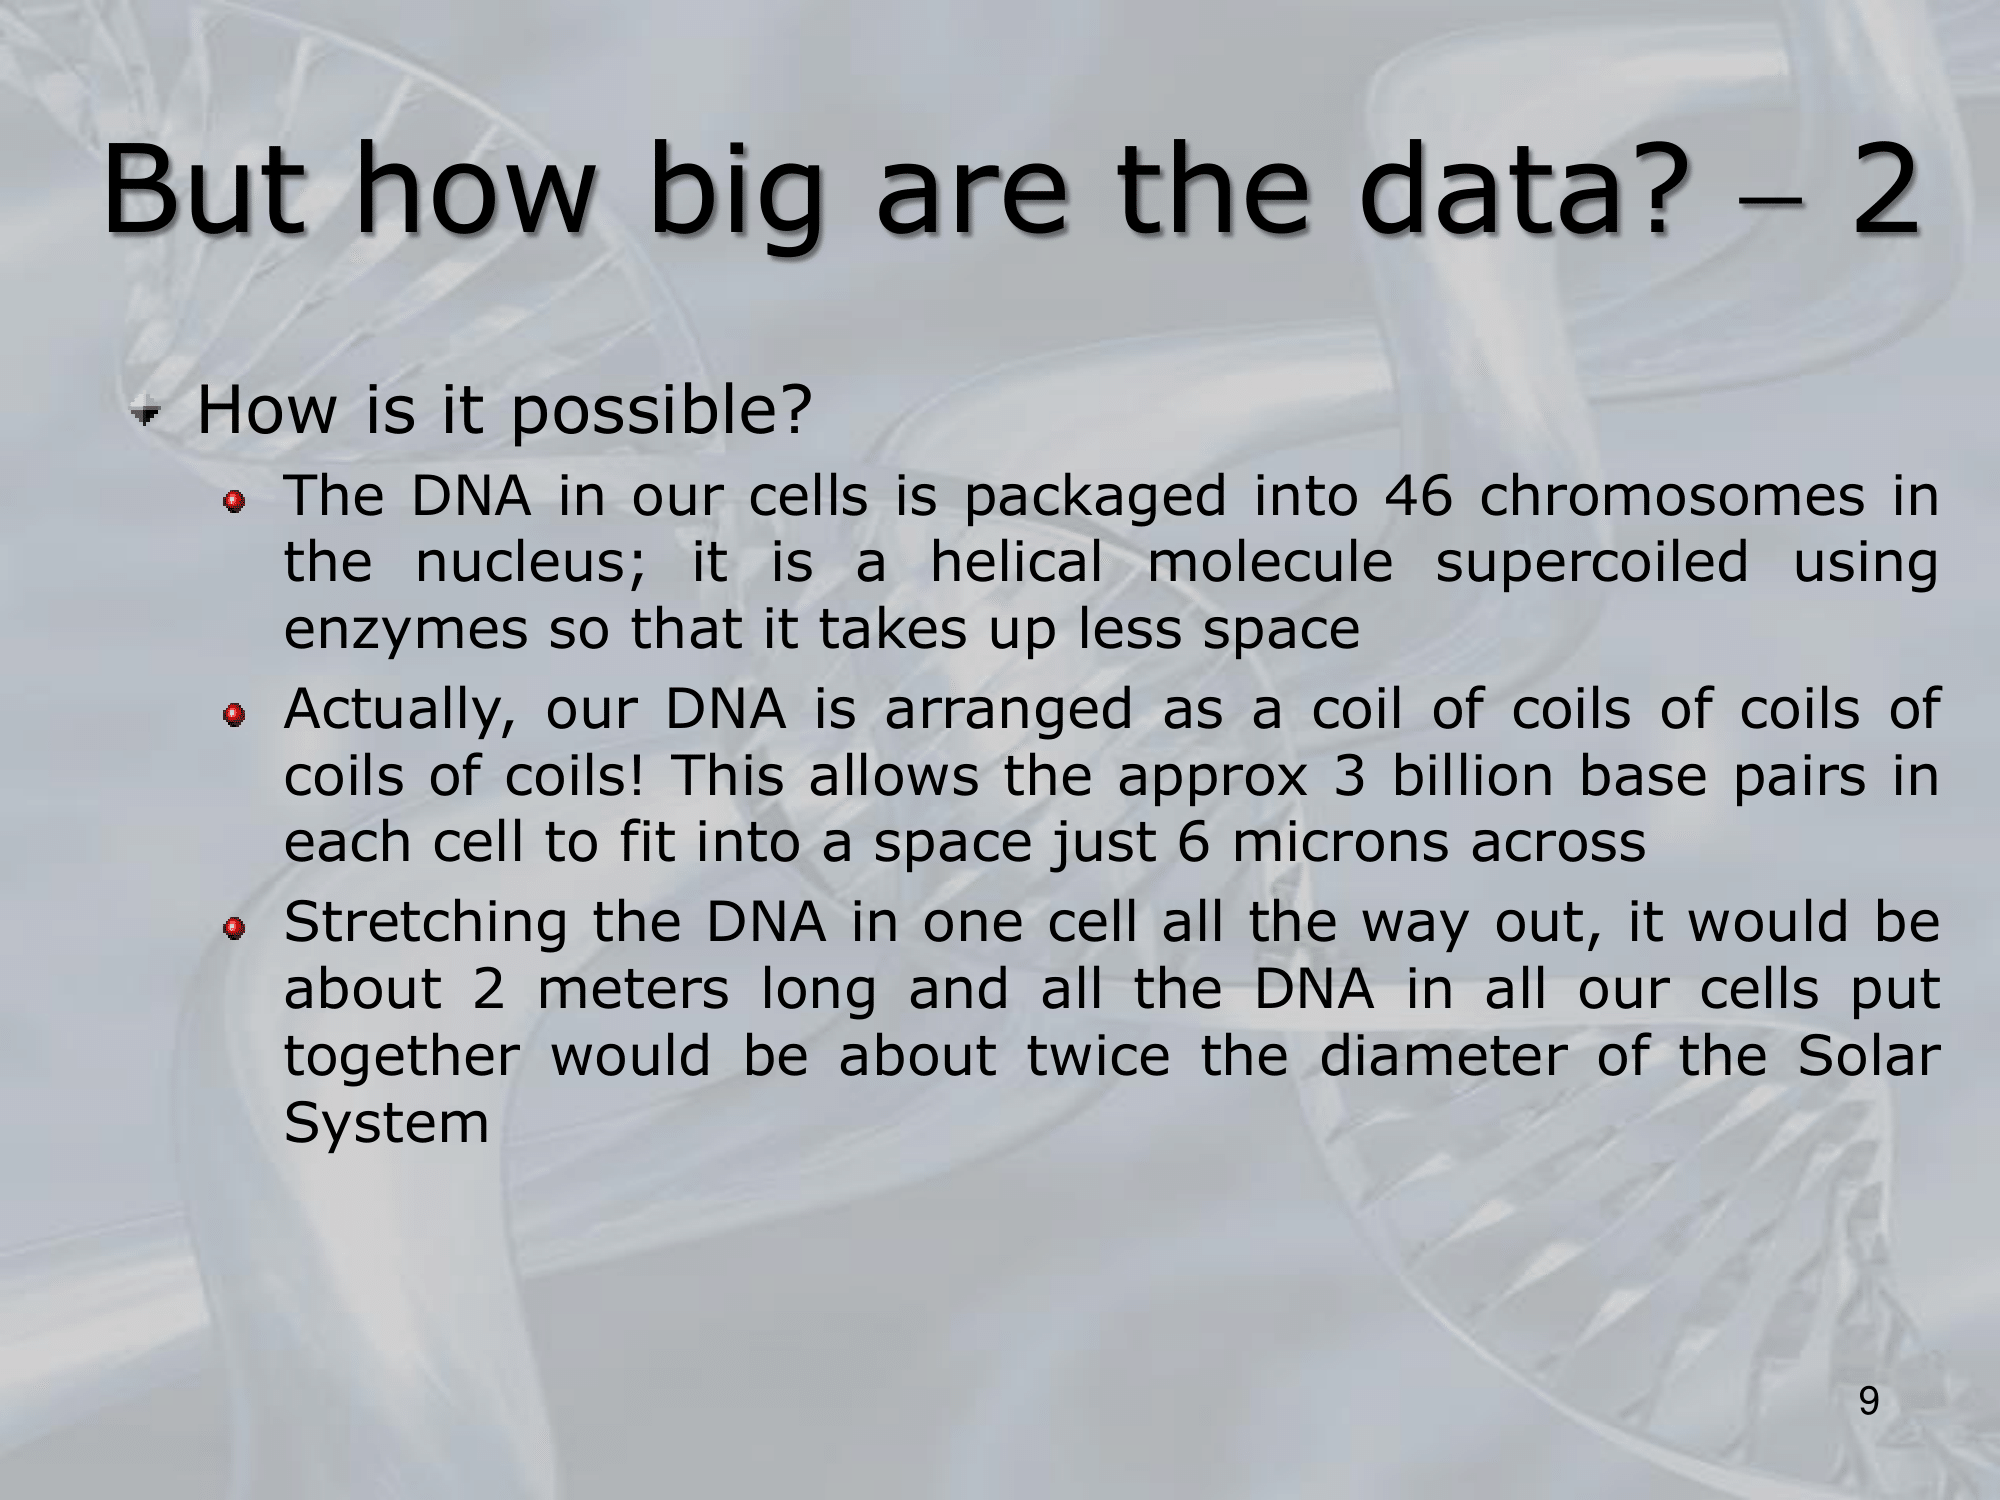 But how big are the data? – 2
How is it possible?
The DNA in our cells is packaged into 46 chromosomes in
the nucleus; it is a helical molecule supercoiled using
enzymes so that it takes up less space
Actually, our DNA is arranged as a coil of coils of coils of
coils of coils! This allows the approx 3 billion base pairs in
each cell to fit into a space just 6 microns across
Stretching the DNA in one cell all the way out, it would be
about 2 meters long and all the DNA in all our cells put
together would be about twice the diameter of the Solar
System
9